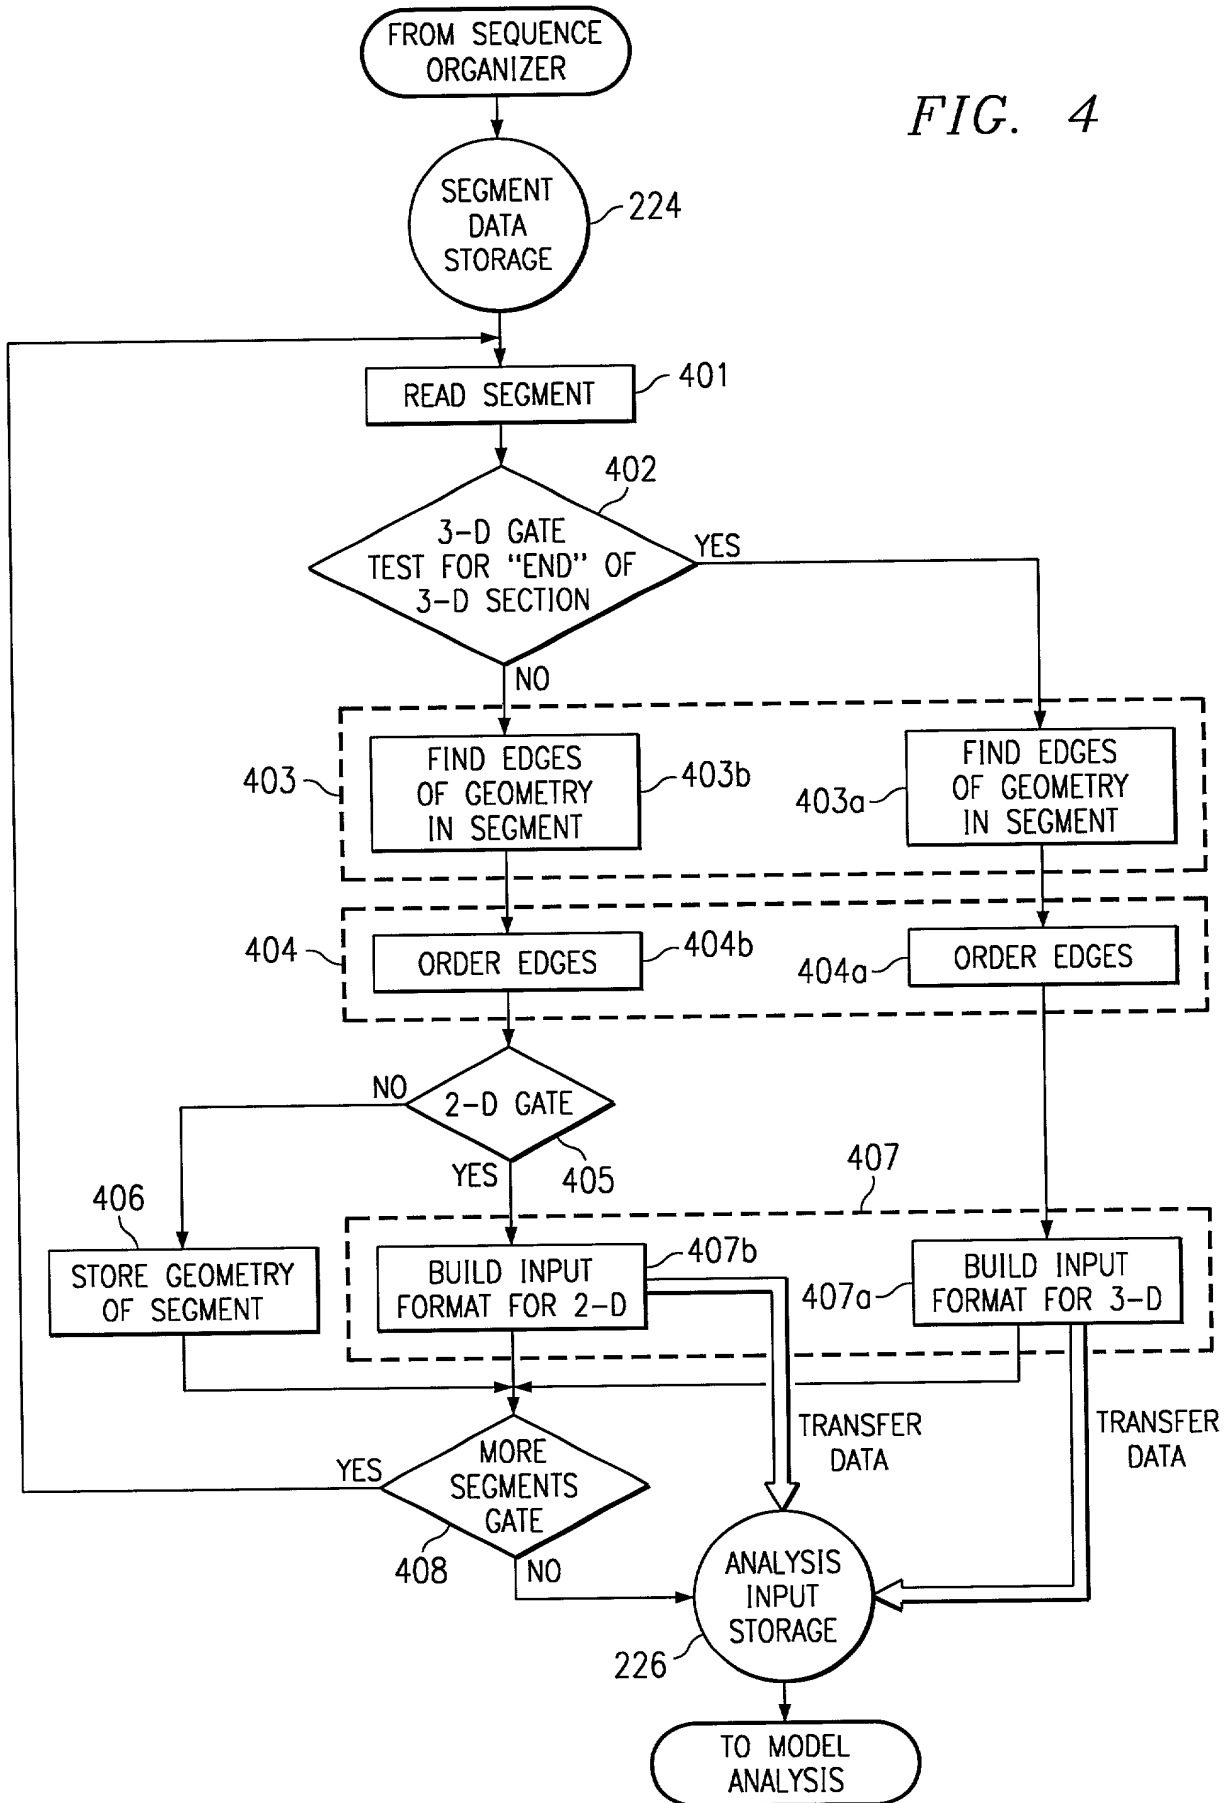 FROM SEQUENCE
ORGANIZER
FIG. 4
SEGMENT
DATA
STORAGE
224
READ SEGMENT
401
402
3-D GATE
TEST FOR "END" OF
3-D SECTION
YES
NO
403
FIND EDGES
OF GEOMETRY
IN SEGMENT
403b
403a
FIND EDGES
OF GEOMETRY
IN SEGMENT
404
ORDER EDGES
404b
404a
ORDER EDGES
NO
2-D GATE
YES
405
407
406
STORE GEOMETRY
OF SEGMENT
BUILD INPUT
FORMAT FOR 2-D
407b
407a
BUILD INPUT
FORMAT FOR 3-D
TRANSFER
DATA
TRANSFER
DATA
YES
MORE
SEGMENTS
GATE
408
NO
ANALYSIS
INPUT
STORAGE
226
TO MODEL
ANALYSIS